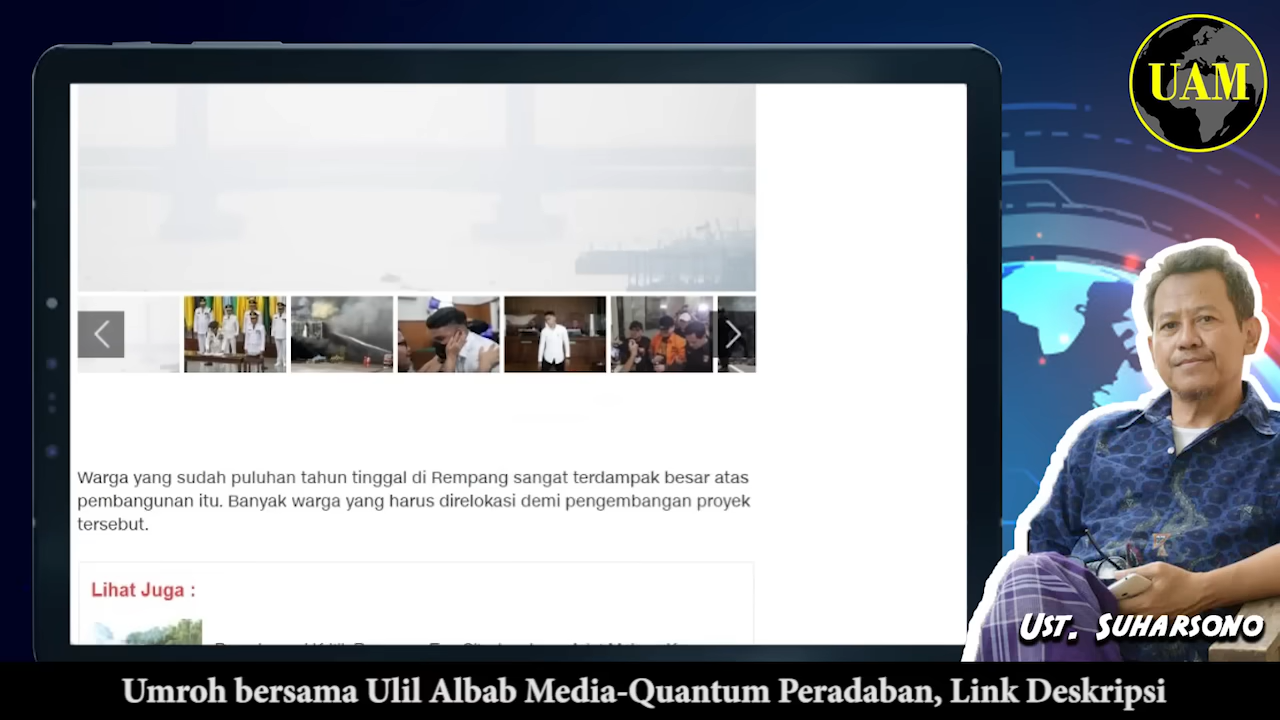 UAM
Warga yang sudah puluhan tahun tinggal di Rempang sangat terdampak besar atas
pembangunan itu. Banyak warga yang harus direlokasi demi pengembangan proyek
tersebut.
Lihat Juga :
UST. SUHARSONO
Umroh bersama Ulil Albab Media-Quantum Peradaban, Link Deskripsi